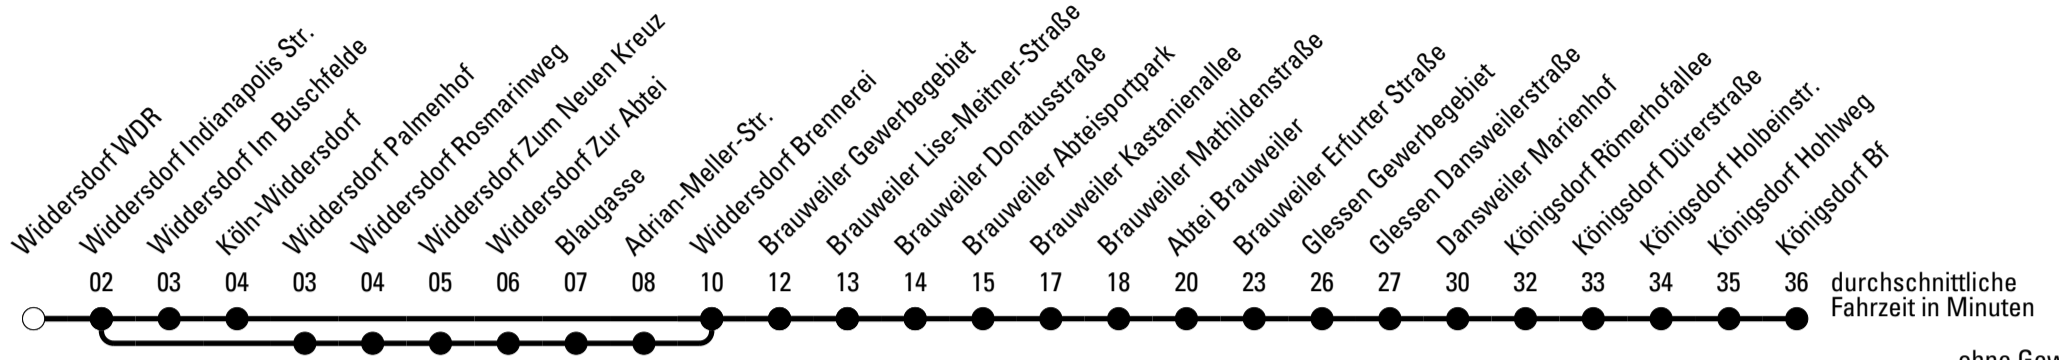 Widdersdorf WDR
Widdersdorf Indianapolis Str.
Widdersdorf Im Buschfelde
Köln-Widdersdorf
Widdersdorf Palmenhof
Widdersdorf Rosmarinweg
Widdersdorf Zum Neuen Kreuz
Widdersdorf Zur Abtei
Blaugasse
Adrian-Meller-Str.
Widdersdorf Brennerei
Brauweiler Gewerbegebiet
Brauweiler Lise-Meitner-Straße
Brauweiler Donatusstraße
Brauweiler Abteisportpark
Brauweiler Kastanienallee
Brauweiler Mathildenstraße
Abtei Brauweiler
Brauweiler Erfurter Straße
Glessen Gewerbegebiet
Glessen Dansweilerstraße
Dansweiler Marienhof
Königsdorf Römerhofallee
Königsdorf Dürerstraße
Königsdorf Holbeinstr.
Königsdorf Hohlweg
Königsdorf Bf
02 03 04 03 04 05 06 07 08 10 12 13 14 15 17 18 20 23 26 27 30 32 33 34 35 36 durchschnittliche
Fahrzeit in Minuten